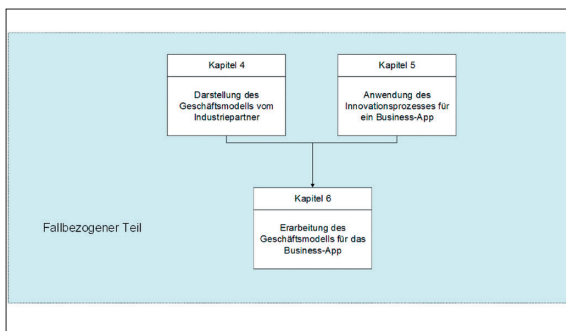 Kapitel 4
Darstellung des
Geschäftsmodells vom
Industriepartner
Kapitel 5
Anwendung des
Innovationsprozesses für
ein Business-App
Kapitel 6
Erarbeitung des
Geschäftsmodells für das
Business-App
Fallbezogener Teil